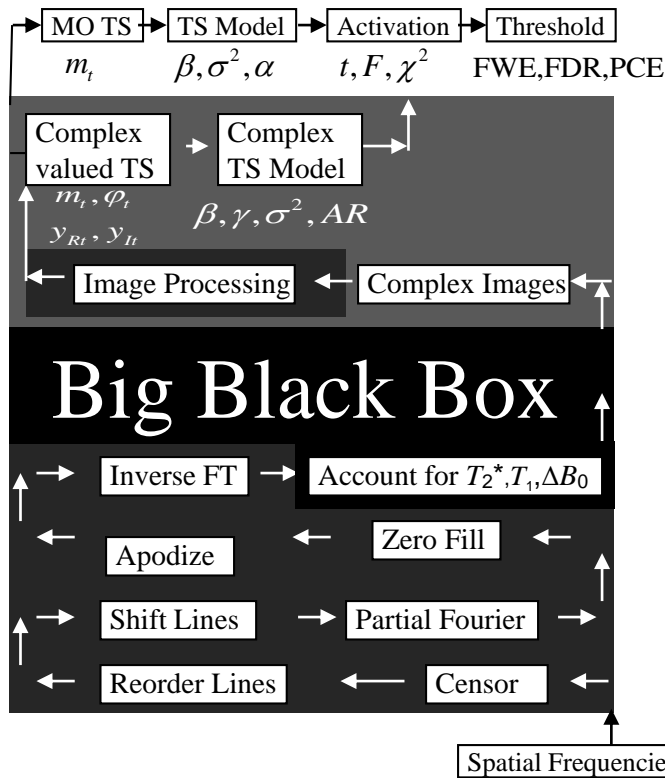 MO TS TS Model Activation Threshold
m_t β, σ², α t, F, χ² FWE,FDR,PCE
Complex valued TS
Complex TS Model
m_t, φ_t
y_Rt, y_It
β, γ, σ², AR
Image Processing Complex Images
Big Black Box
Inverse FT Account for T₂*,T₁,ΔB₀
Apodize Zero Fill
Shift Lines Partial Fourier
Reorder Lines Censor
Spatial Frequencie